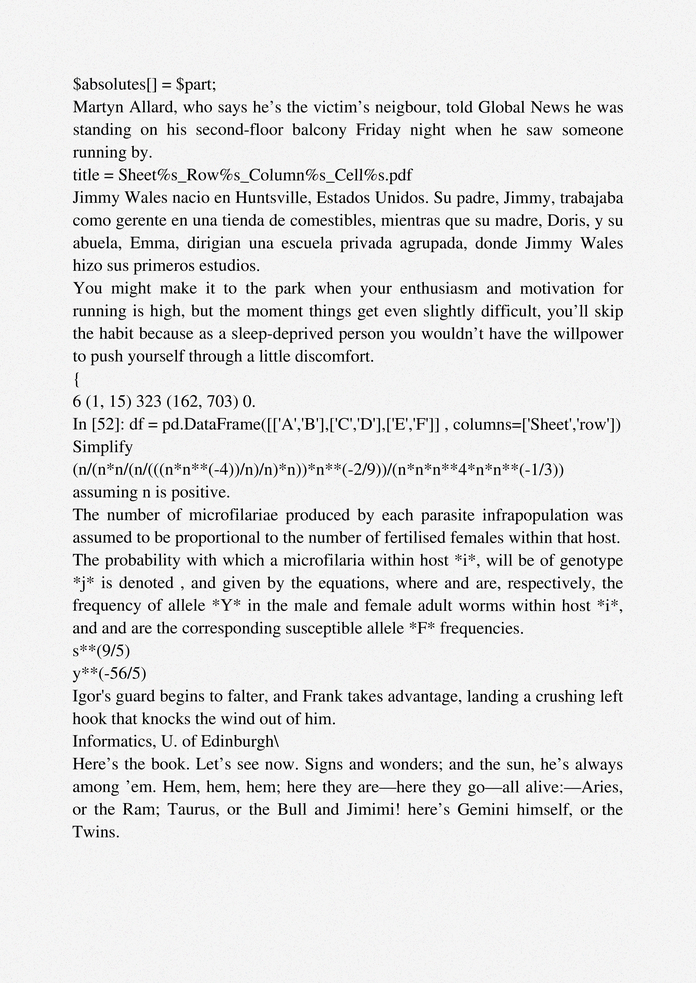 $absolutes[] = $part;
Martyn Allard, who says he’s the victim’s neigbour, told Global News he was
standing on his second-floor balcony Friday night when he saw someone
running by.
title = Sheet%s_Row%s_Column%s_Cell%s.pdf
Jimmy Wales nacio en Huntsville, Estados Unidos. Su padre, Jimmy, trabajaba
como gerente en una tienda de comestibles, mientras que su madre, Doris, y su
abuela, Emma, dirigian una escuela privada agrupada, donde Jimmy Wales
hizo sus primeros estudios.
You might make it to the park when your enthusiasm and motivation for
running is high, but the moment things get even slightly difficult, you’ll skip
the habit because as a sleep-deprived person you wouldn’t have the willpower
to push yourself through a little discomfort.
{
6 (1, 15) 323 (162, 703) 0.
In [52]: df = pd.DataFrame([['A','B'],['C','D'],['E','F']] , columns=['Sheet','row'])
Simplify
(n/(n*n/(n/(((n*n**(-4))/n)/n)*n))*n**(-2/9))/(n*n*n**4*n*n**(-1/3))
assuming n is positive.
The number of microfilariae produced by each parasite infrapopulation was
assumed to be proportional to the number of fertilised females within that host.
The probability with which a microfilaria within host *i*, will be of genotype
*j* is denoted , and given by the equations, where and are, respectively, the
frequency of allele *Y* in the male and female adult worms within host *i*,
and and are the corresponding susceptible allele *F* frequencies.
s**(9/5)
y**(-56/5)
Igor's guard begins to falter, and Frank takes advantage, landing a crushing left
hook that knocks the wind out of him.
Informatics, U. of Edinburgh\
Here’s the book. Let’s see now. Signs and wonders; and the sun, he’s always
among ’em. Hem, hem, hem; here they are—here they go—all alive:—Aries,
or the Ram; Taurus, or the Bull and Jimimi! here’s Gemini himself, or the
Twins.